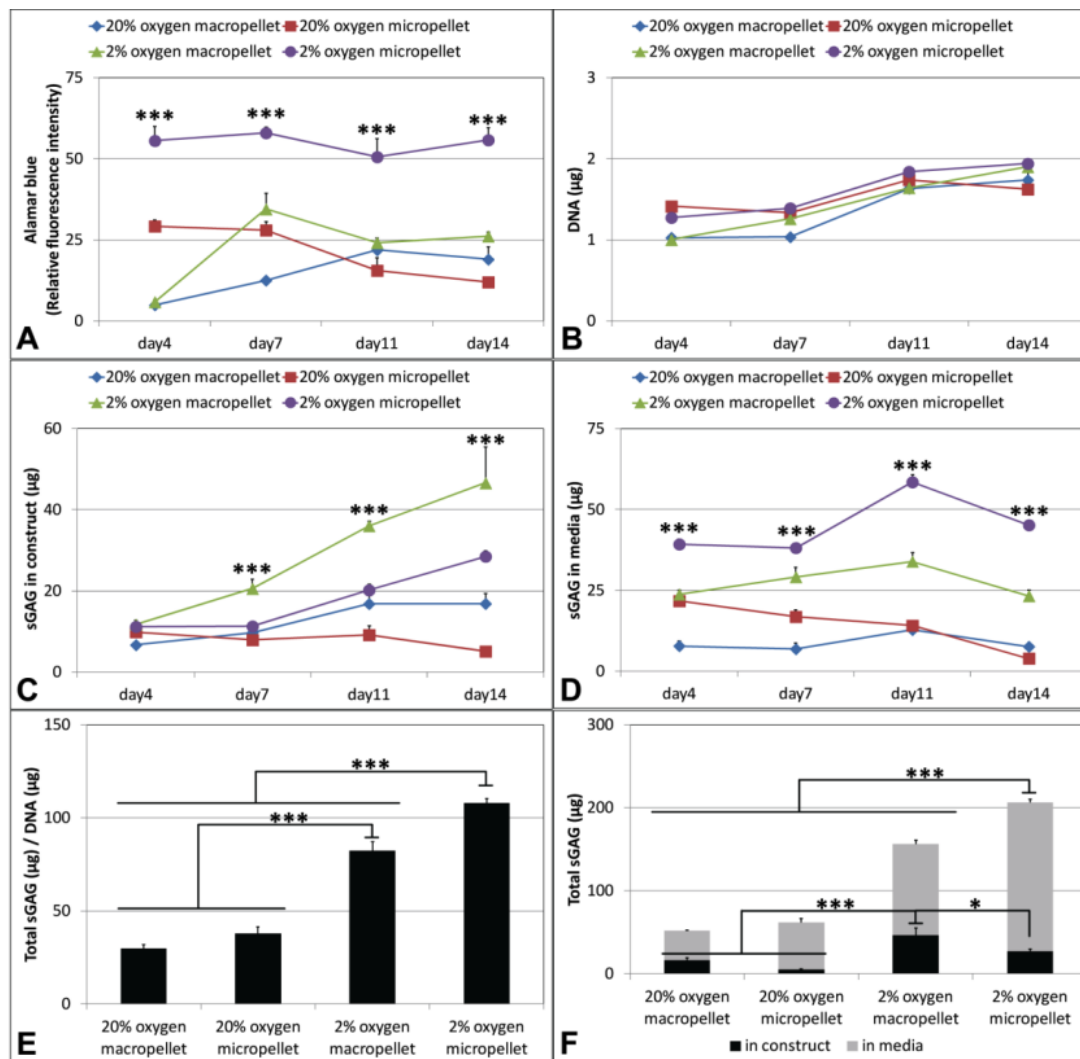 20% oxygen macropellet 20% oxygen micropellet
2% oxygen macropellet 2% oxygen micropellet
75
50
25
0
Alamar blue
(Relative fluorescence intensity)
*** *** *** ***
day4 day7 day11 day14
A
20% oxygen macropellet 20% oxygen micropellet
2% oxygen macropellet 2% oxygen micropellet
3
2
1
0
DNA (µg)
day4 day7 day11 day14
B
20% oxygen macropellet 20% oxygen micropellet
2% oxygen macropellet 2% oxygen micropellet
60
40
20
0
sGAG in construct (µg)
*** *** ***
day4 day7 day11 day14
C
20% oxygen macropellet 20% oxygen micropellet
2% oxygen macropellet 2% oxygen micropellet
75
50
25
0
sGAG in media (µg)
*** *** *** ***
day4 day7 day11 day14
D
150
100
50
0
Total sGAG (µg) / DNA (µg)
***
***
20% oxygen macropellet
20% oxygen micropellet
2% oxygen macropellet
2% oxygen micropellet
E
300
200
100
0
Total sGAG (µg)
***
*** *
20% oxygen macropellet
20% oxygen micropellet
2% oxygen macropellet
2% oxygen micropellet
in construct in media
F